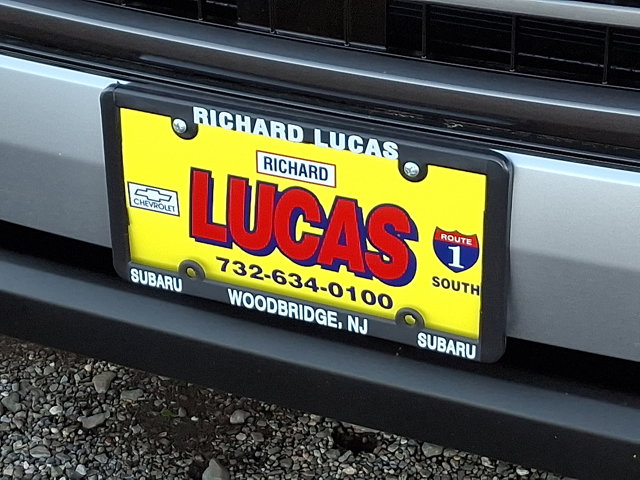 RICHARD LUCAS
RICHARD
CHEVROLET
LUCAS
ROUTE
1
SOUTH
732-634-0100
SUBARU
WOODBRIDGE, NJ
SUBARU